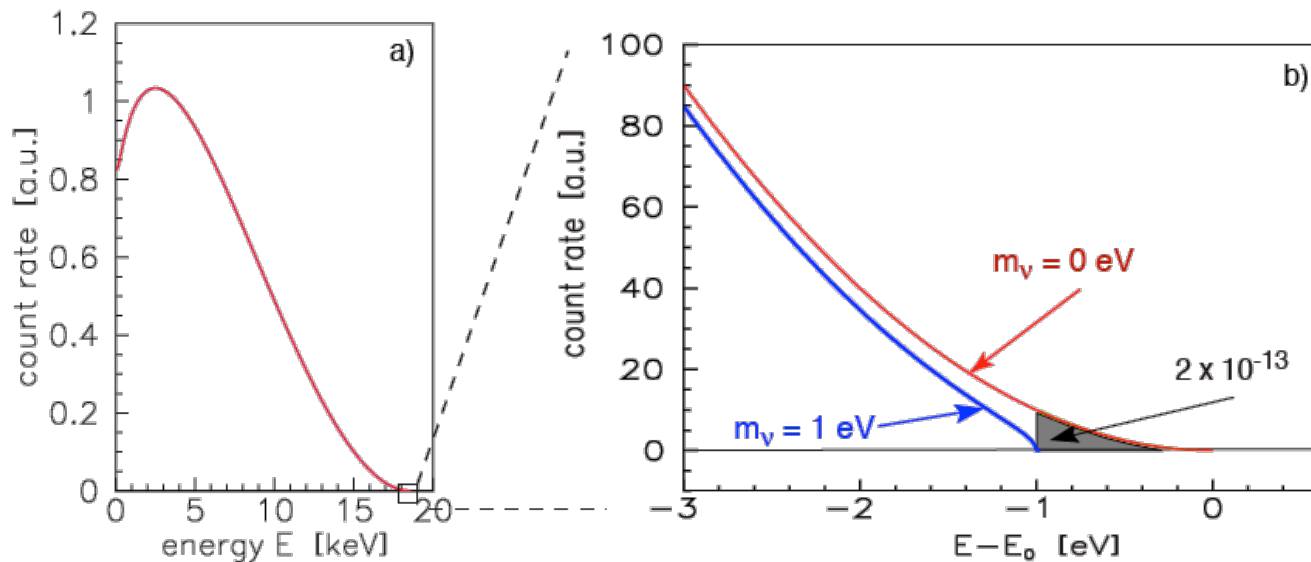 a)
1.2
1
0.8
0.6
0.4
0.2
0
count rate [a.u.]
0 5 10 15 20
energy E [keV]
b)
100
80
60
40
20
0
count rate [a.u.]
mν = 0 eV
2 x 10⁻¹³
mν = 1 eV
−3 −2 −1 0
E−E₀ [eV]